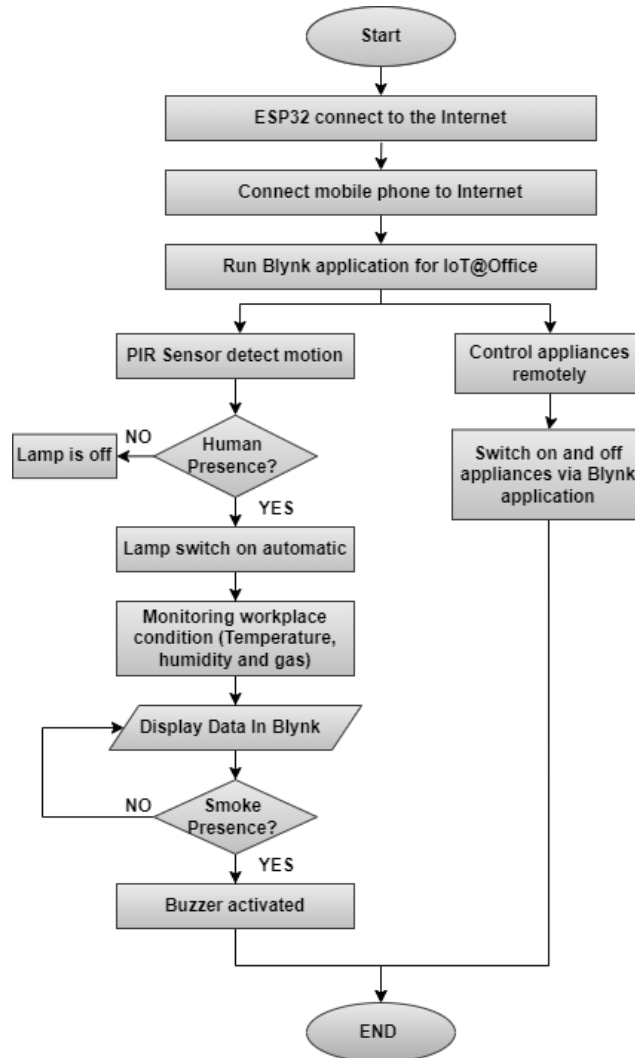 Start
ESP32 connect to the Internet
Connect mobile phone to Internet
Run Blynk application for IoT@Office
PIR Sensor detect motion
Control appliances
remotely
Lamp is off
NO
Human
Presence?
YES
Switch on and off
appliances via Blynk
application
Lamp switch on automatic
Monitoring workplace
condition (Temperature,
humidity and gas)
Display Data In Blynk
NO
Smoke
Presence?
YES
Buzzer activated
END